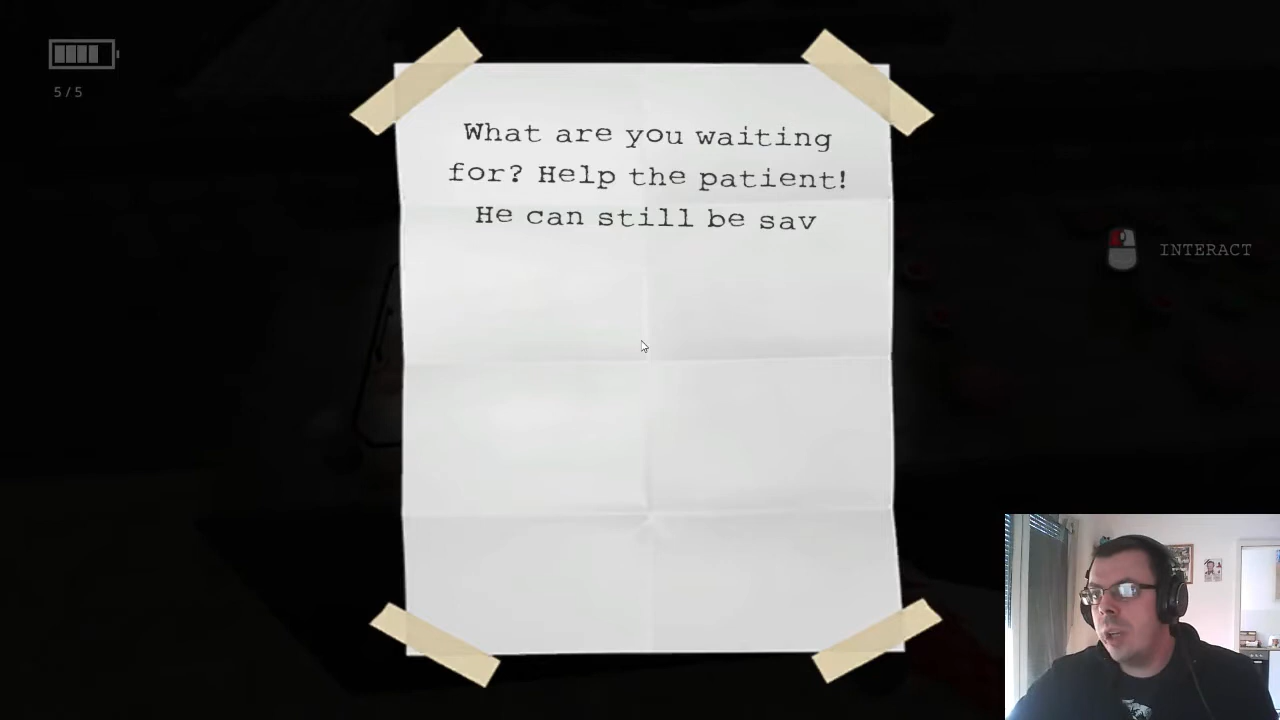 5/5
What are you waiting
for? Help the patient!
He can still be sav
INTERACT